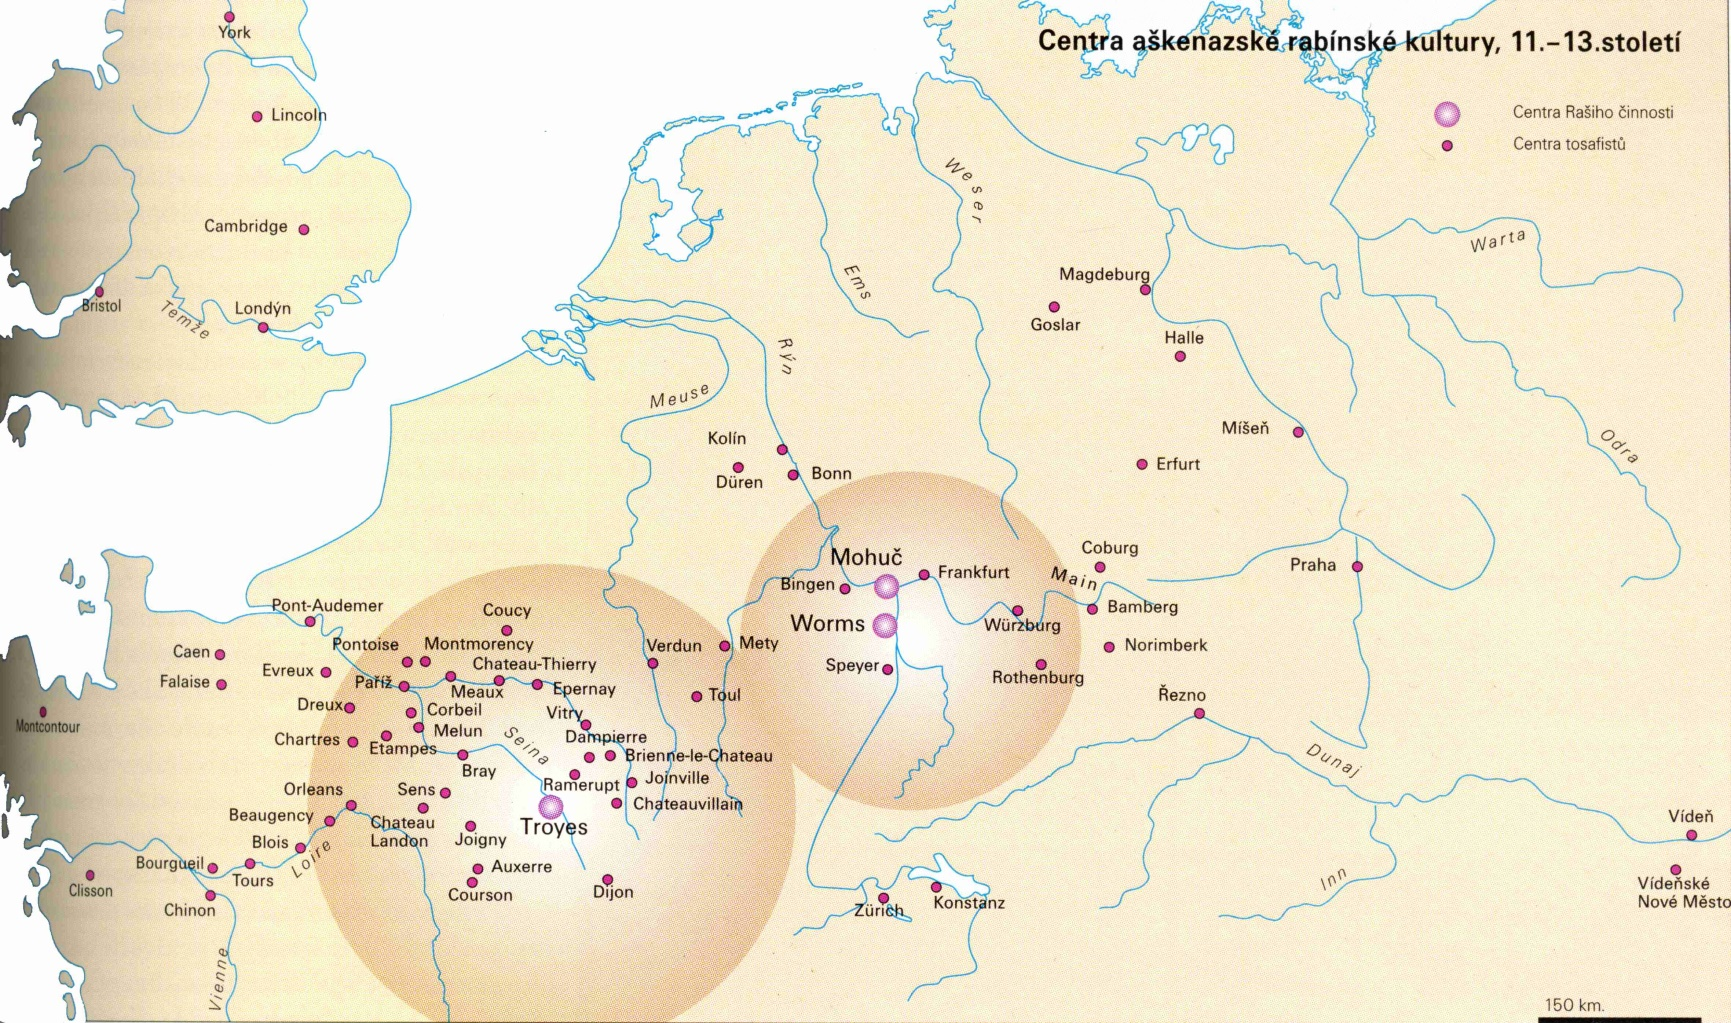 Centra aškenazské rabínské kultury, 11.–13.století
Centra Rašiho činnosti
Centra tosafistů
York
Lincoln
Cambridge
Bristol
Temže
Londýn
Weser
Ems
Warta
Magdeburg
Goslar
Halle
Rýn
Meuse
Kolín
Düren
Bonn
Míšeň
Erfurt
Odra
Mohuč
Bingen
Frankfurt
Main
Coburg
Praha
Worms
Würzburg
Bamberg
Speyer
Norimberk
Rothenburg
Řezno
Pont-Audemer
Coucy
Caen
Pontoise
Montmorency
Verdun
Mety
Falaise
Evreux
Paříž
Chateau-Thierry
Meaux
Epernay
Toul
Montcontour
Dreux
Corbeil
Vitry
Chartres
Etampes
Melun
Seina
Dampierre
Brienne-le-Chateau
Bray
Ramerupt
Joinville
Orleans
Sens
Chateauvillain
Beaugency
Chateau
Landon
Troyes
Blois
Joigny
Loire
Bourgueil
Tours
Auxerre
Clisson
Chinon
Courson
Dijon
Vienne
Zürich
Konstanz
Dunaj
Inn
Vídeň
Vídeňské
Nové Město
150 km.